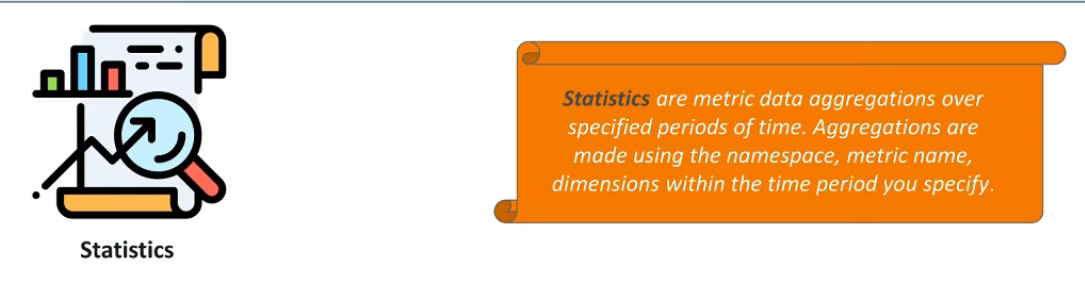 Statistics are metric data aggregations over
specified periods of time. Aggregations are
made using the namespace, metric name,
dimensions within the time period you specify.
Statistics